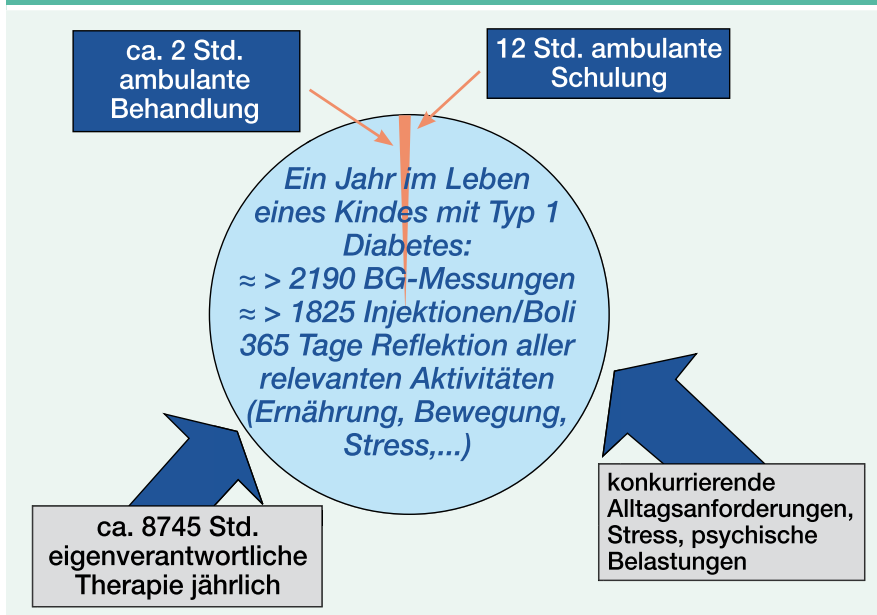 ca. 2 Std.
ambulante
Behandlung
12 Std. ambulante
Schulung
Ein Jahr im Leben
eines Kindes mit Typ 1
Diabetes:
≈ > 2190 BG-Messungen
≈ > 1825 Injektionen/Boli
365 Tage Reflektion aller
relevanten Aktivitäten
(Ernährung, Bewegung,
Stress,...)
ca. 8745 Std.
eigenverantwortliche
Therapie jährlich
konkurrierende
Alltagsanforderungen,
Stress, psychische
Belastungen